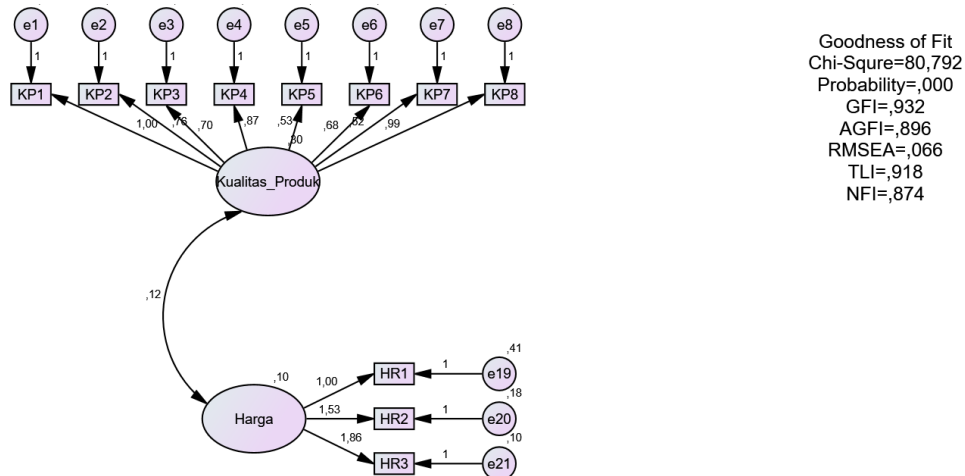 e1 e2 e3 e4 e5 e6 e7 e8
1 1 1 1 1 1 1 1
KP1 KP2 KP3 KP4 KP5 KP6 KP7 KP8
1,00 ,76 ,70 ,87 ,53 ,68 ,52 ,99
,30
Kualitas_Produk
,12
,10
Harga
1,00 HR1 1 e19 ,41
1,53 HR2 1 e20 ,18
1,86 HR3 1 e21 ,10
Goodness of Fit
Chi-Squre=80,792
Probability=,000
GFI=,932
AGFI=,896
RMSEA=,066
TLI=,918
NFI=,874